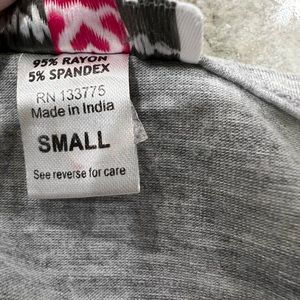 95% RAYON
5% SPANDEX
RN 133775
Made in India
SMALL
See reverse for care